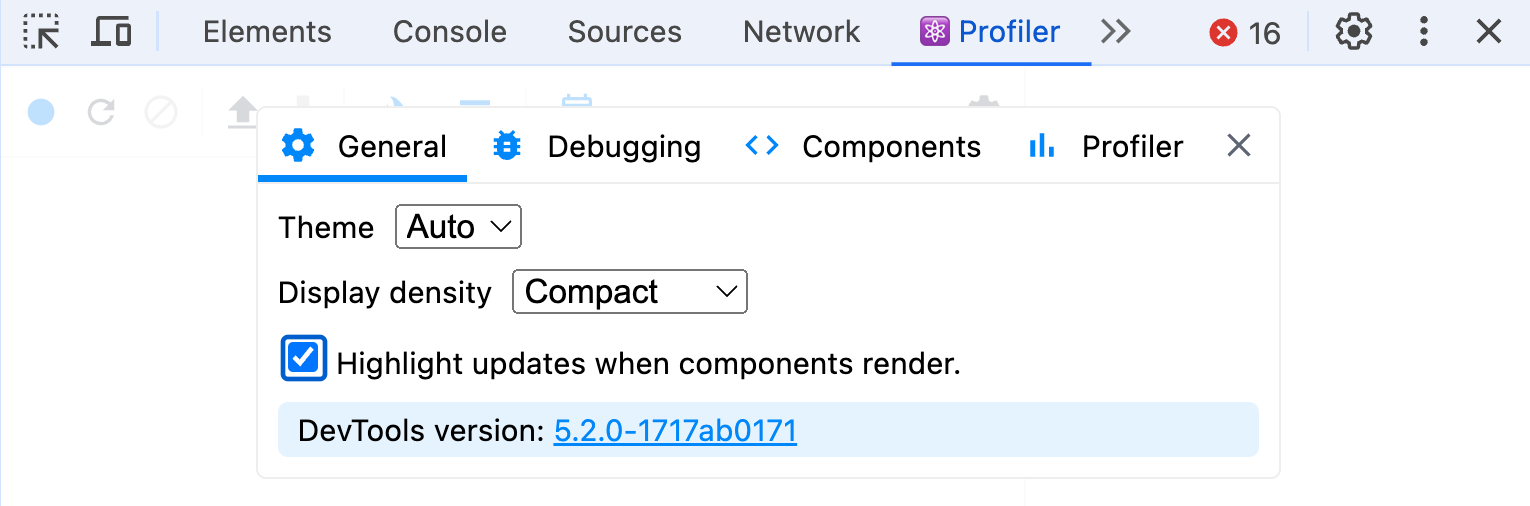 Elements Console Sources Network Profiler 16
General Debugging Components Profiler
Theme Auto
Display density Compact
Highlight updates when components render.
DevTools version: 5.2.0-1717ab0171